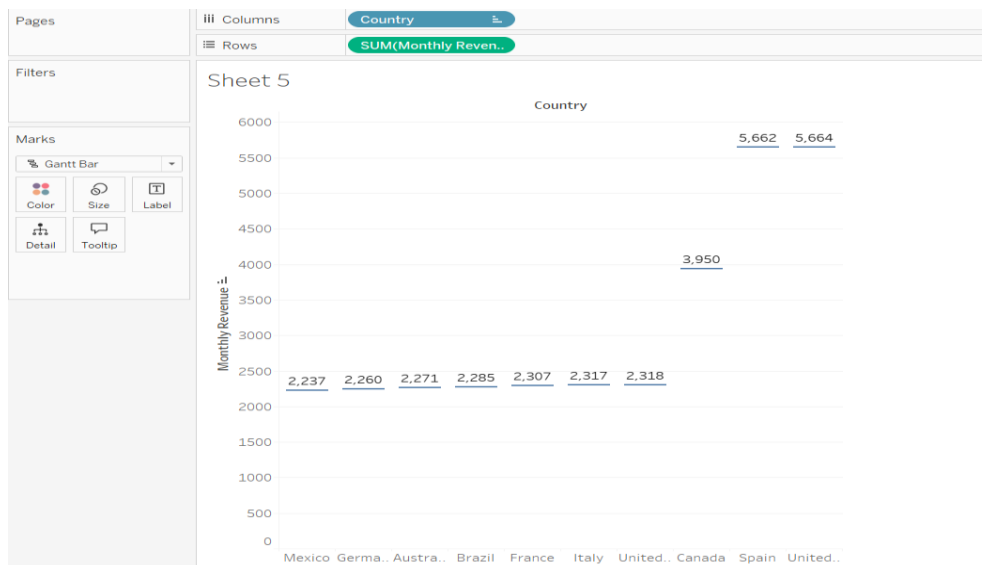 Pages
Columns
Country
Rows
SUM(Monthly Reven..
Filters
Marks
Gantt Bar
Color
Size
Label
Detail
Tooltip
Sheet 5
Country
Monthly Revenue
6000
5500
5000
4500
4000
3500
3000
2500
2000
1500
1000
500
0
2,237 2,260 2,271 2,285 2,307 2,317 2,318 3,950 5,662 5,664
Mexico Germa.. Austra.. Brazil France Italy United.. Canada Spain United..